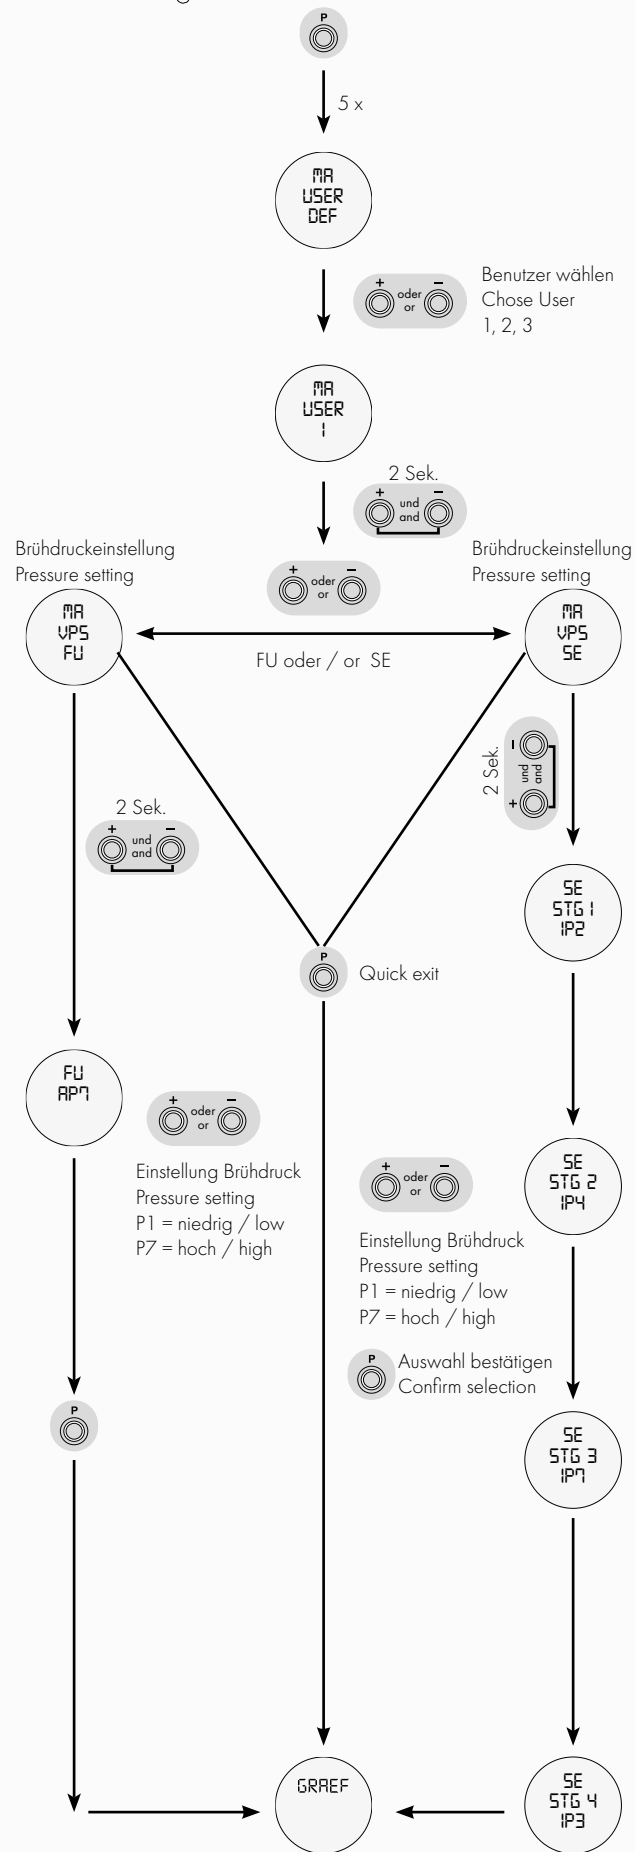 P
5 x
MA
USER
DEF
+ oder −
or
Benutzer wählen
Chose User
1, 2, 3
MA
USER
1
2 Sek.
+ und −
and
+ oder −
or
Brühdruckeinstellung
Pressure setting
MA
VPS
FU
FU oder / or SE
Brühdruckeinstellung
Pressure setting
MA
VPS
SE
2 Sek.
+ und −
and
2 Sek.
+ und −
and
SE
STG 1
IP2
P
Quick exit
FU
AP7
+ oder −
or
Einstellung Brühdruck
Pressure setting
P1 = niedrig / low
P7 = hoch / high
SE
STG 2
IP4
+ oder −
or
Einstellung Brühdruck
Pressure setting
P1 = niedrig / low
P7 = hoch / high
P
Auswahl bestätigen
Confirm selection
P
SE
STG 3
IP7
GRAEF
SE
STG 4
IP3